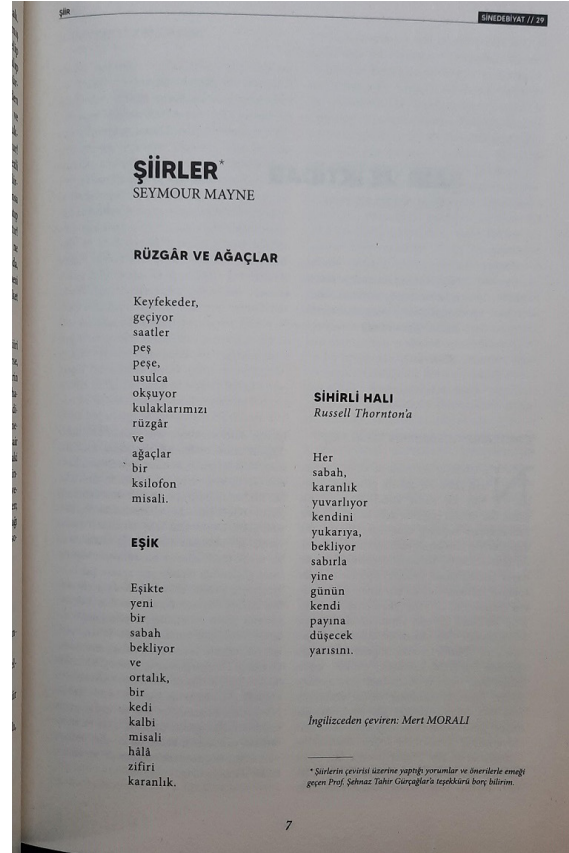 ŞİİR
SİNEDEBİYAT // 29
ŞİİRLER*
SEYMOUR MAYNE
RÜZGÂR VE AĞAÇLAR
Keyfekeder,
geçiyor
saatler
peş
peşe,
usulca
okşuyor
kulaklarımızı
rüzgâr
ve
ağaçlar
bir
ksilofon
misali.
EŞİK
Eşikte
yeni
bir
sabah
bekliyor
ve
ortalık,
bir
kedi
kalbi
misali
hâlâ
zifiri
karanlık.
SİHİRLİ HALI
Russell Thornton'a
Her
sabah,
karanlık
yuvarlıyor
kendini
yukarıya,
bekliyor
sabırla
yine
günün
kendi
payına
düşecek
yarısını.
İngilizceden çeviren: Mert MORALI
* Şiirlerin çevirisi üzerine yaptığı yorumlar ve önerilerle emeği
geçen Prof. Şehnaz Tahir Gürçağlar'a teşekkürü borç bilirim.
7